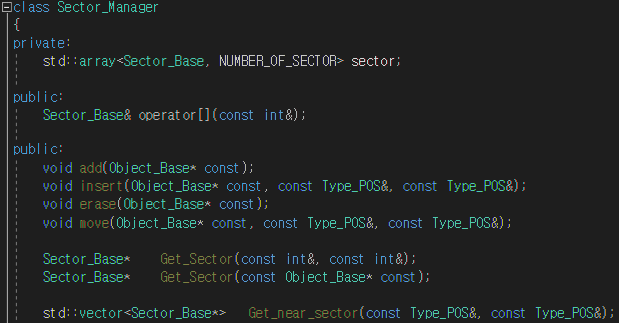 class Sector_Manager
{
private:
std::array<Sector_Base, NUMBER_OF_SECTOR> sector;
public:
Sector_Base& operator[](const int&);
public:
void add(Object_Base* const);
void insert(Object_Base* const, const Type_POS&, const Type_POS&);
void erase(Object_Base* const);
void move(Object_Base* const, const Type_POS&, const Type_POS&);
Sector_Base* Get_Sector(const int&, const int&);
Sector_Base* Get_Sector(const Object_Base* const);
std::vector<Sector_Base*> Get_near_sector(const Type_POS&, const Type_POS&);